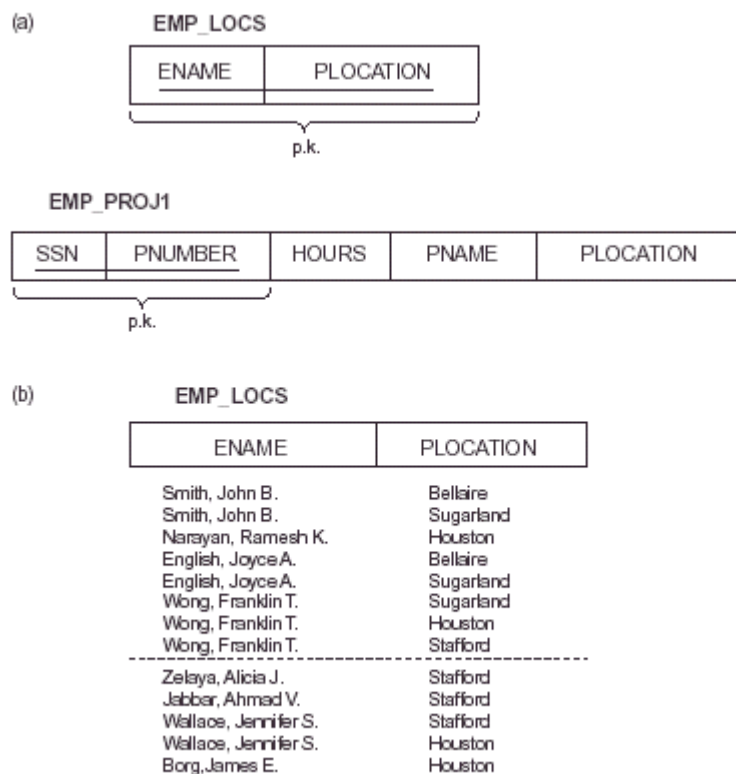 (a) EMP_LOCS
ENAME PLOCATION
p.k.
EMP_PROJ1
SSN PNUMBER HOURS PNAME PLOCATION
p.k.
(b) EMP_LOCS
ENAME PLOCATION
Smith, John B. Bellaire
Smith, John B. Sugarland
Narayan, Ramesh K. Houston
English, Joyce A. Bellaire
English, Joyce A. Sugarland
Wong, Franklin T. Sugarland
Wong, Franklin T. Houston
Wong, Franklin T. Stafford
Zelaya, Alicia J. Stafford
Jabbar, Ahmad V. Stafford
Wallace, Jennifer S. Stafford
Wallace, Jennifer S. Houston
Borg,James E. Houston